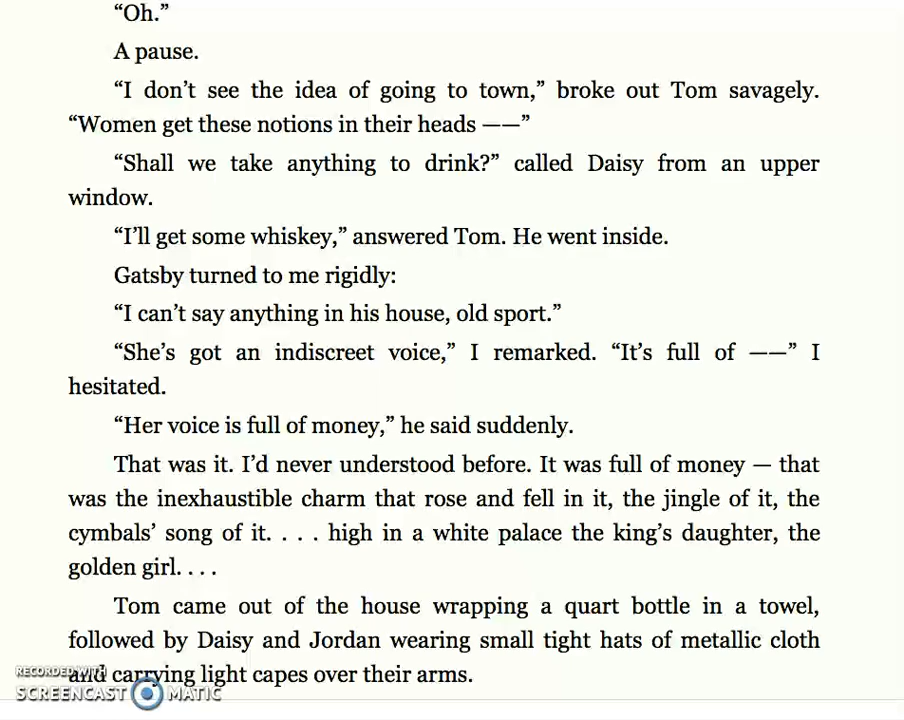 “Oh.”
A pause.
“I don’t see the idea of going to town,” broke out Tom savagely.
“Women get these notions in their heads ——”
“Shall we take anything to drink?” called Daisy from an upper
window.
“I’ll get some whiskey,” answered Tom. He went inside.
Gatsby turned to me rigidly:
“I can’t say anything in his house, old sport.”
“She’s got an indiscreet voice,” I remarked. “It’s full of ——” I
hesitated.
“Her voice is full of money,” he said suddenly.
That was it. I’d never understood before. It was full of money — that
was the inexhaustible charm that rose and fell in it, the jingle of it, the
cymbals’ song of it. . . . high in a white palace the king’s daughter, the
golden girl. . . .
Tom came out of the house wrapping a quart bottle in a towel,
followed by Daisy and Jordan wearing small tight hats of metallic cloth
and carrying light capes over their arms.
RECORDED WITH
SCREENCAST MATIC